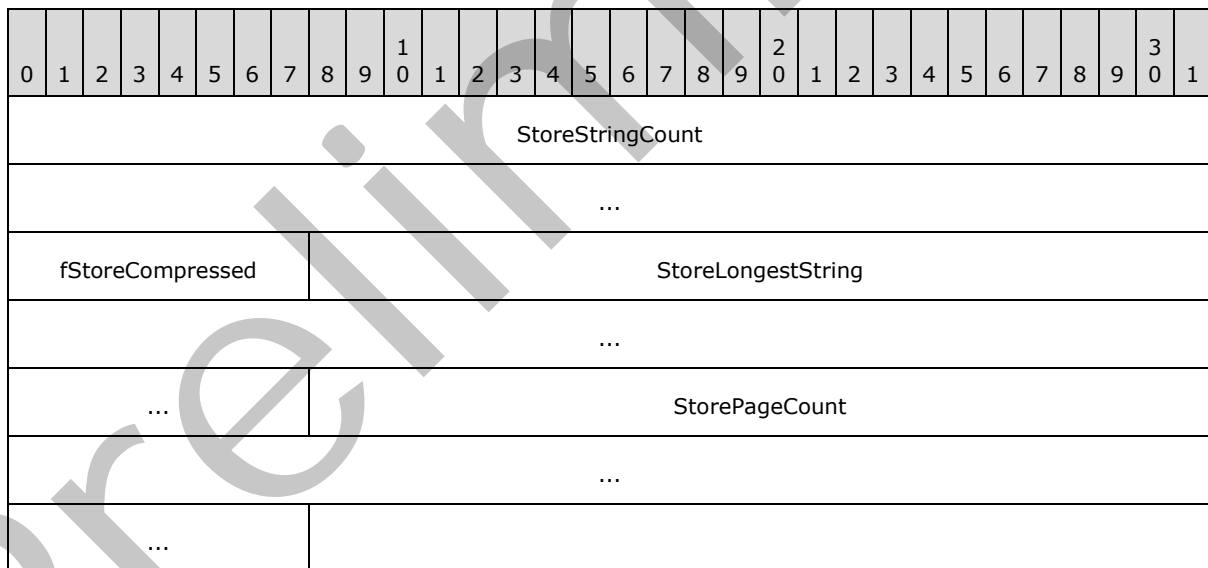 1 2 3
0 1 2 3 4 5 6 7 8 9 0 1 2 3 4 5 6 7 8 9 0 1 2 3 4 5 6 7 8 9 0 1
StoreStringCount
...
fStoreCompressed StoreLongestString
...
... StorePageCount
...
...
Prelim